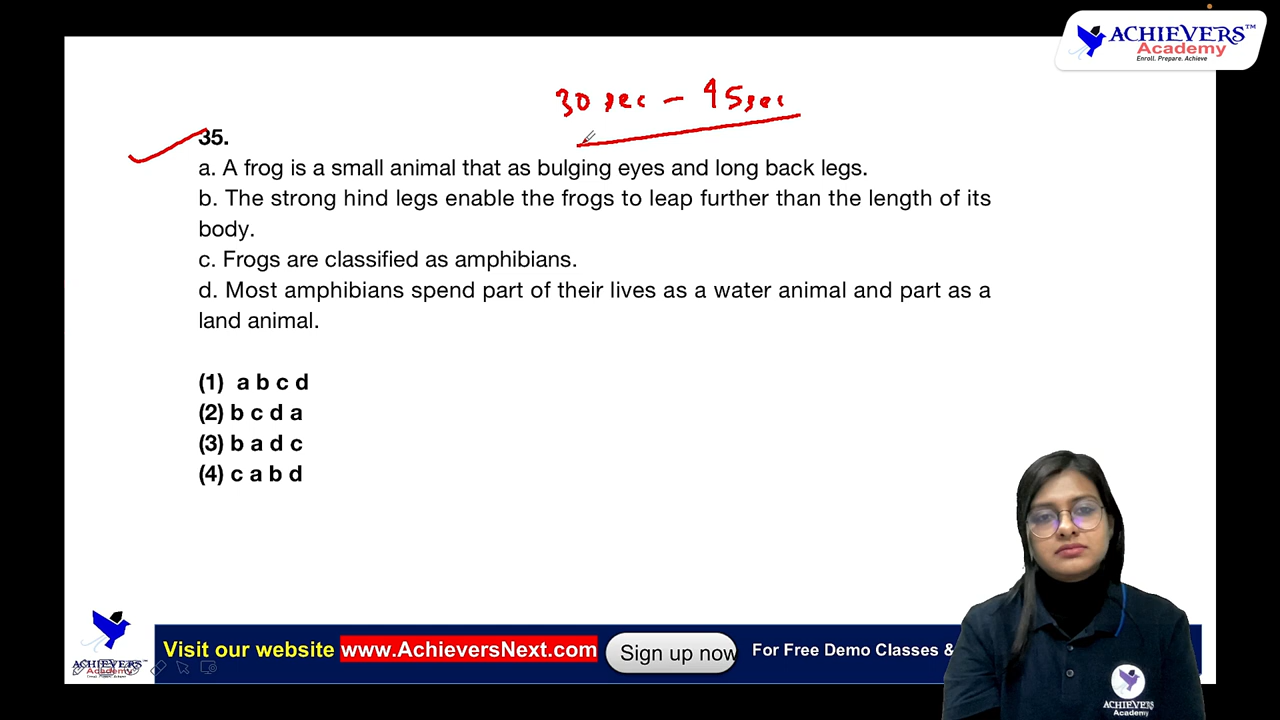 ACHIEVERS™
Academy
Enroll. Prepare. Achieve
30 sec - 45 sec
35.
a. A frog is a small animal that as bulging eyes and long back legs.
b. The strong hind legs enable the frogs to leap further than the length of its
body.
c. Frogs are classified as amphibians.
d. Most amphibians spend part of their lives as a water animal and part as a
land animal.
(1) a b c d
(2) b c d a
(3) b a d c
(4) c a b d
Visit our website www.AchieversNext.com
Sign up now
For Free Demo Classes &
ACHIEVERS
Academy
ACHIEVERS
Academy